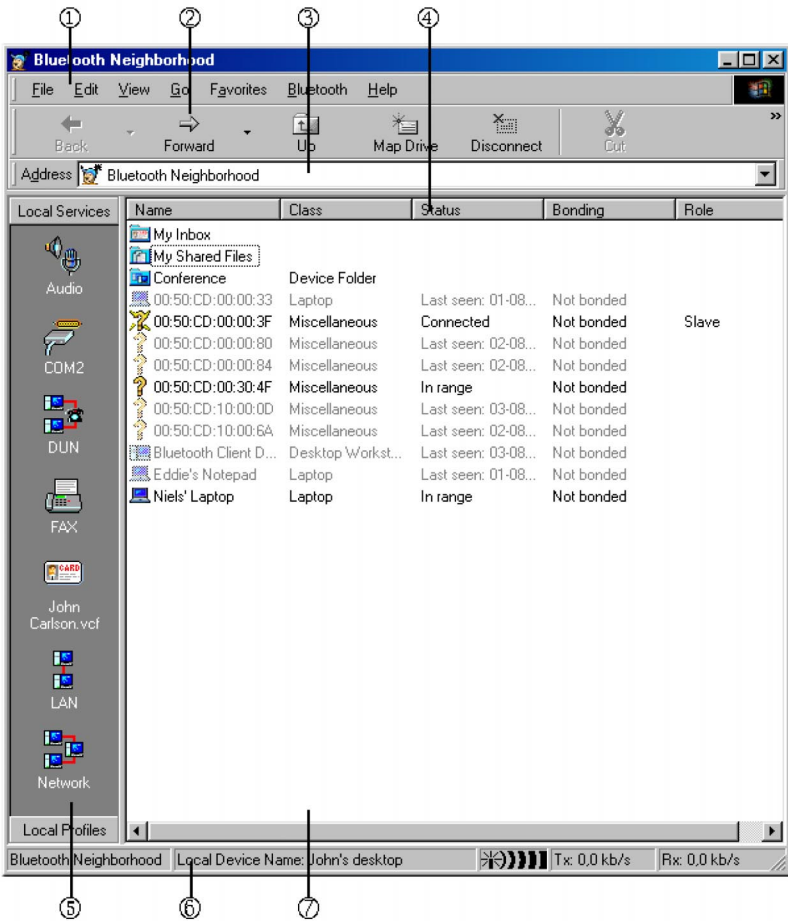 ① ② ③ ④
Bluetooth Neighborhood
File Edit View Go Favorites Bluetooth Help
Back Forward Up Map Drive Disconnect Cut »
Address Bluetooth Neighborhood
Local Services
Audio
COM2
DUN
FAX
CARD
John
Carlson.vcf
LAN
Network
Local Profiles
Name Class Status Bonding Role
My Inbox
My Shared Files
Conference Device Folder
00:50:CD:00:00:33 Laptop Last seen: 01-08... Not bonded
00:50:CD:00:00:3F Miscellaneous Connected Not bonded Slave
00:50:CD:00:00:80 Miscellaneous Last seen: 02-08... Not bonded
00:50:CD:00:00:84 Miscellaneous Last seen: 02-08... Not bonded
00:50:CD:00:30:4F Miscellaneous In range Not bonded
00:50:CD:10:00:0D Miscellaneous Last seen: 03-08... Not bonded
00:50:CD:10:00:6A Miscellaneous Last seen: 02-08... Not bonded
Bluetooth Client D... Desktop Workst... Last seen: 03-08... Not bonded
Eddie's Notepad Laptop Last seen: 01-08... Not bonded
Niels' Laptop Laptop In range Not bonded
Bluetooth Neighborhood Local Device Name: John's desktop Tx: 0,0 kb/s Rx: 0,0 kb/s
⑤ ⑥ ⑦